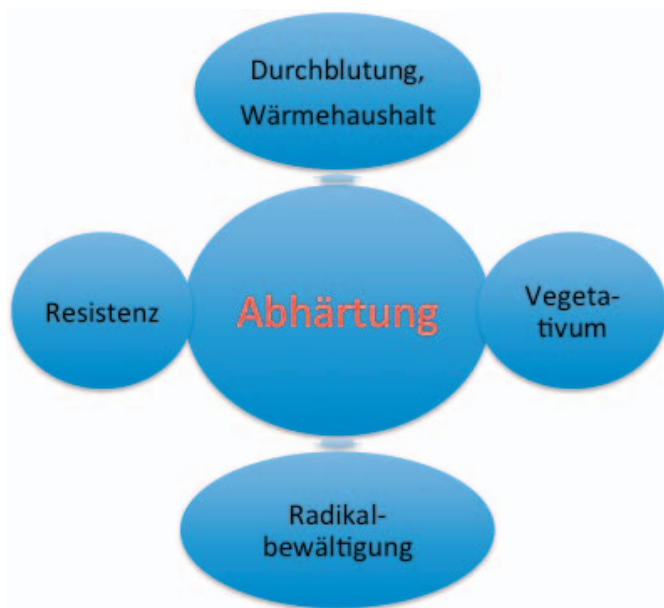 Durchblutung,
Wärmehaushalt
Resistenz
Abhärtung
Vegeta-
tivum
Radikal-
bewältigung